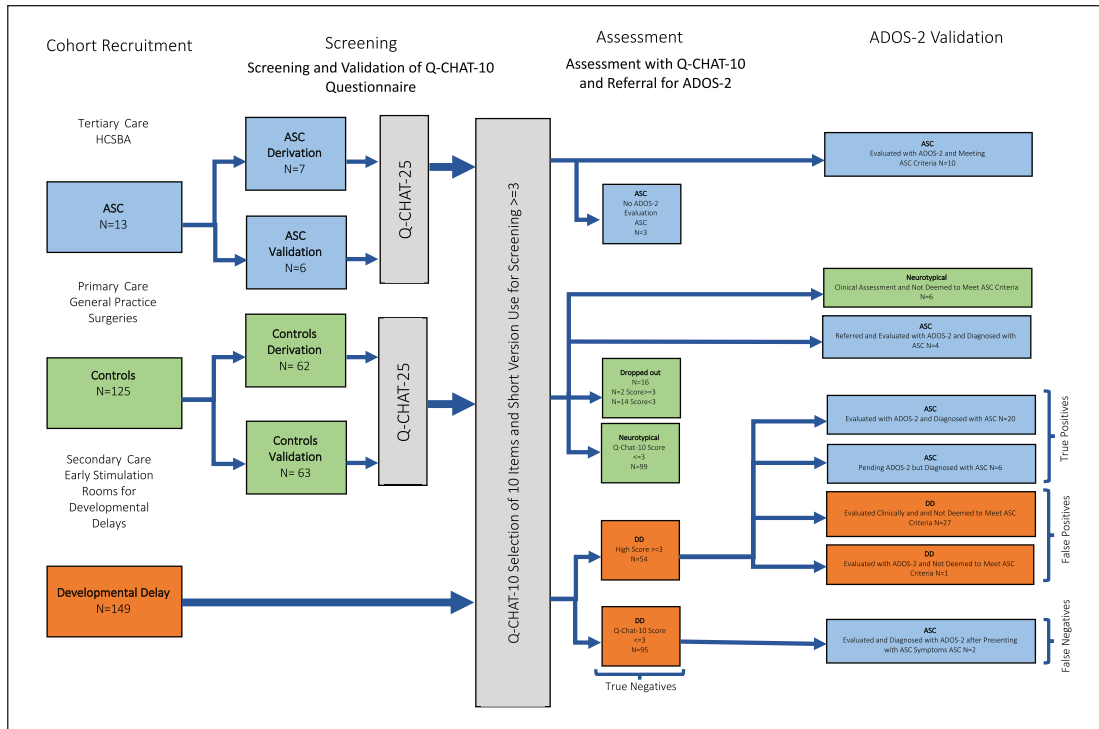 Cohort Recruitment
Screening
Assessment
ADOS-2 Validation
Screening and Validation of Q-CHAT-10
Questionnaire
Assessment with Q-CHAT-10
and Referral for ADOS-2
Tertiary Care
HCSBA
ASC
N=13
Primary Care
General Practice
Surgeries
Controls
N=125
Secondary Care
Early Stimulation
Rooms for
Developmental
Delays
Developmental Delay
N=149
ASC
Derivation
N=7
ASC
Validation
N=6
Controls
Derivation
N= 62
Controls
Validation
N= 63
Q-CHAT-25
Q-CHAT-25
Q-CHAT-10 Selection of 10 Items and Short Version Use for Screening >=3
ASC
No ADOS-2
Evaluation
ASC
N=3
Dropped out
N=16
N=2 Score>=3
N=14 Score<3
Neurotypical
Q-Chat-10 Score
<=3
N=99
DD
High Score >=3
N=54
DD
Q-Chat-10 Score
<=3
N=95
True Negatives
ASC
Evaluated with ADOS-2 and Meeting
ASC Criteria N=10
Neurotypical
Clinical Assessment and Not Deemed to Meet ASC Criteria
N=6
ASC
Referred and Evaluated with ADOS-2 and Diagnosed with
ASC N=4
ASC
Evaluated with ADOS-2 and Diagnosed with ASC N=20
ASC
Pending ADOS-2 but Diagnosed with ASC N=6
DD
Evaluated Clinically and and Not Deemed to Meet ASC
Criteria N=27
DD
Evaluated with ADOS-2 and Not Deemed to Meet ASC
Criteria N=1
ASC
Evaluated and Diagnosed with ADOS-2 after Presenting
with ASC Symptoms ASC N=2
True Positives
False Positives
False Negatives